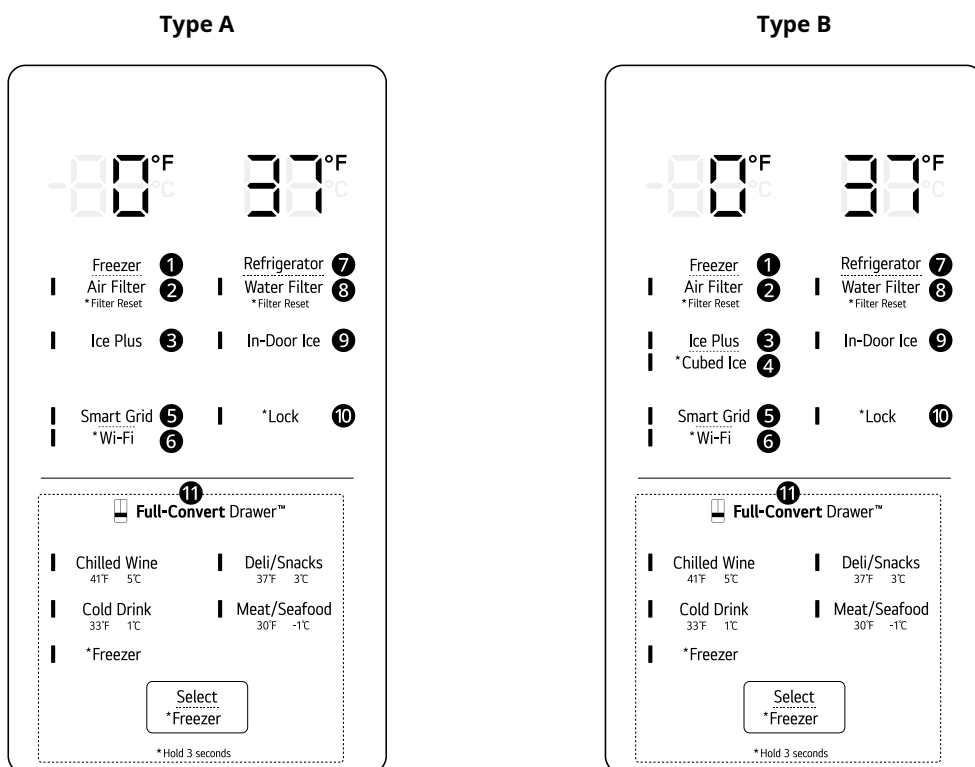 Type A
0 °F 37 °F
°C °C
Freezer 1 Refrigerator 7
Air Filter 2 Water Filter 8
*Filter Reset *Filter Reset
Ice Plus 3 In-Door Ice 9
Smart Grid 5 *Lock 10
*Wi-Fi 6
11
Full-Convert Drawer™
Chilled Wine Deli/Snacks
41°F 5°C 37°F 3°C
Cold Drink Meat/Seafood
33°F 1°C 30°F -1°C
*Freezer
Select
*Freezer
*Hold 3 seconds
Type B
0 °F 37 °F
°C °C
Freezer 1 Refrigerator 7
Air Filter 2 Water Filter 8
*Filter Reset *Filter Reset
Ice Plus 3 In-Door Ice 9
*Cubed Ice 4
Smart Grid 5 *Lock 10
*Wi-Fi 6
11
Full-Convert Drawer™
Chilled Wine Deli/Snacks
41°F 5°C 37°F 3°C
Cold Drink Meat/Seafood
33°F 1°C 30°F -1°C
*Freezer
Select
*Freezer
*Hold 3 seconds